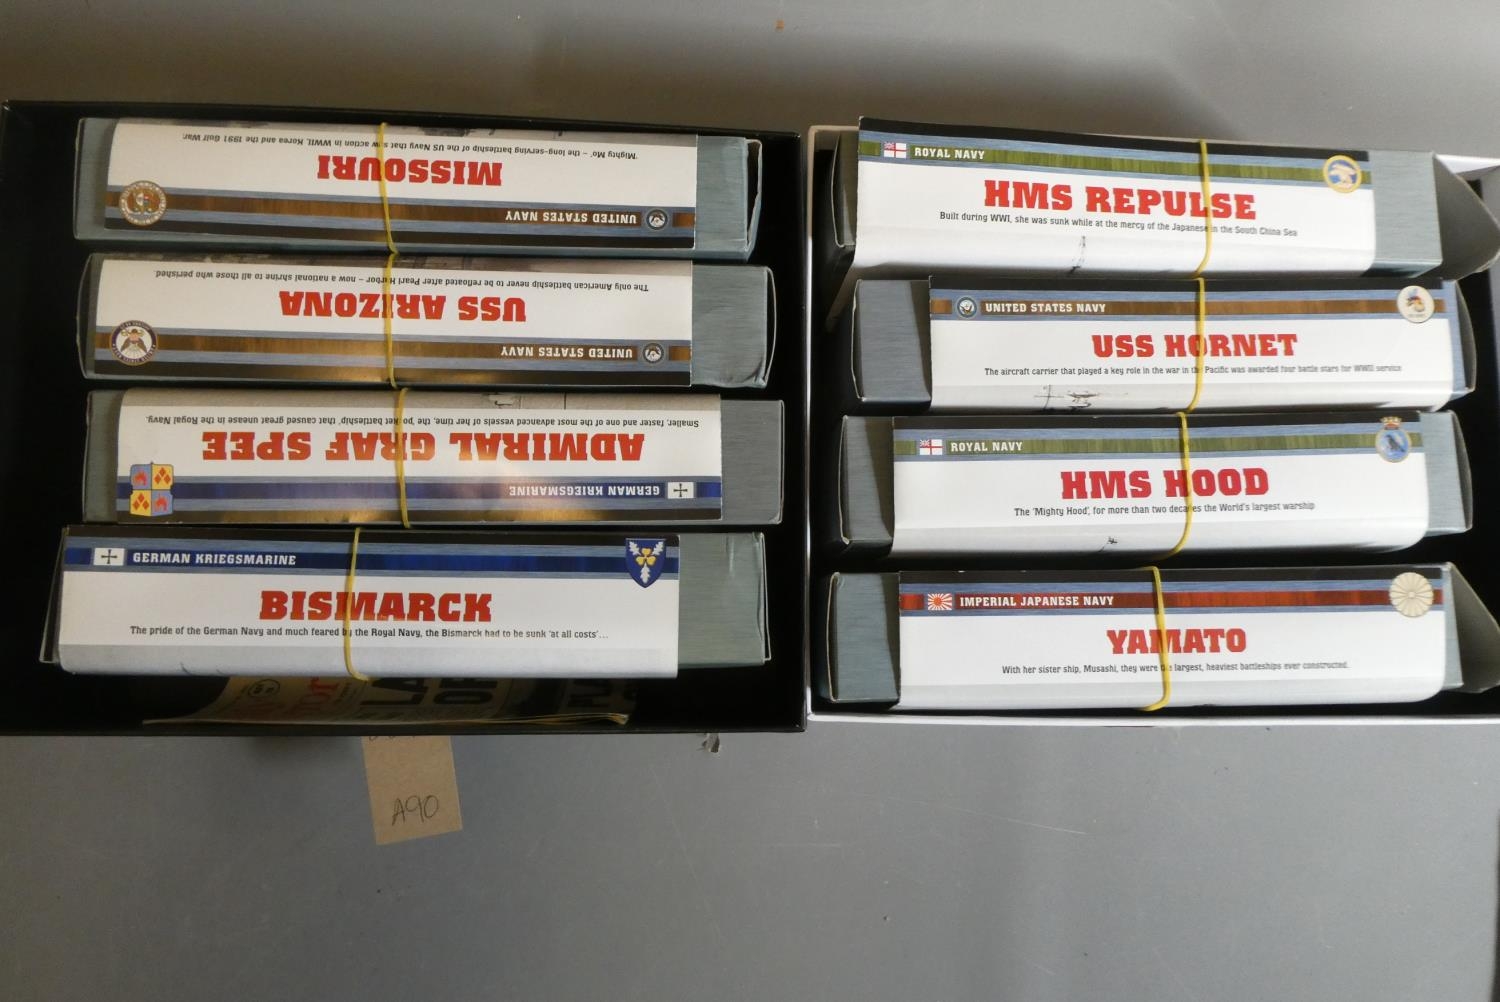 UNITED STATES NAVY
MISSOURI
'Mighty Mo' – the long-serving battleship of the US Navy that saw action in WWII, Korea and the 1991 Gulf War.
UNITED STATES NAVY
USS ARIZONA
The only American battleship never to be refloated after Pearl Harbor – now a national shrine to all those who perished.
GERMAN KRIEGSMARINE
ADMIRAL GRAF SPEE
Smaller, faster and one of the most advanced vessels of her time, the 'pocket battleship' that caused great unease in the Royal Navy.
GERMAN KRIEGSMARINE
BISMARCK
The pride of the German Navy and much feared by the Royal Navy, the Bismarck had to be sunk 'at all costs'...
A90
ROYAL NAVY
HMS REPULSE
Built during WWI, she was sunk while at the mercy of the Japanese in the South China Sea
UNITED STATES NAVY
USS HORNET
The aircraft carrier that played a key role in the war in the Pacific was awarded four battle stars for WWII service
ROYAL NAVY
HMS HOOD
The 'Mighty Hood', for more than two decades the World's largest warship
IMPERIAL JAPANESE NAVY
YAMATO
With her sister ship, Musashi, they were the largest, heaviest battleships ever constructed.